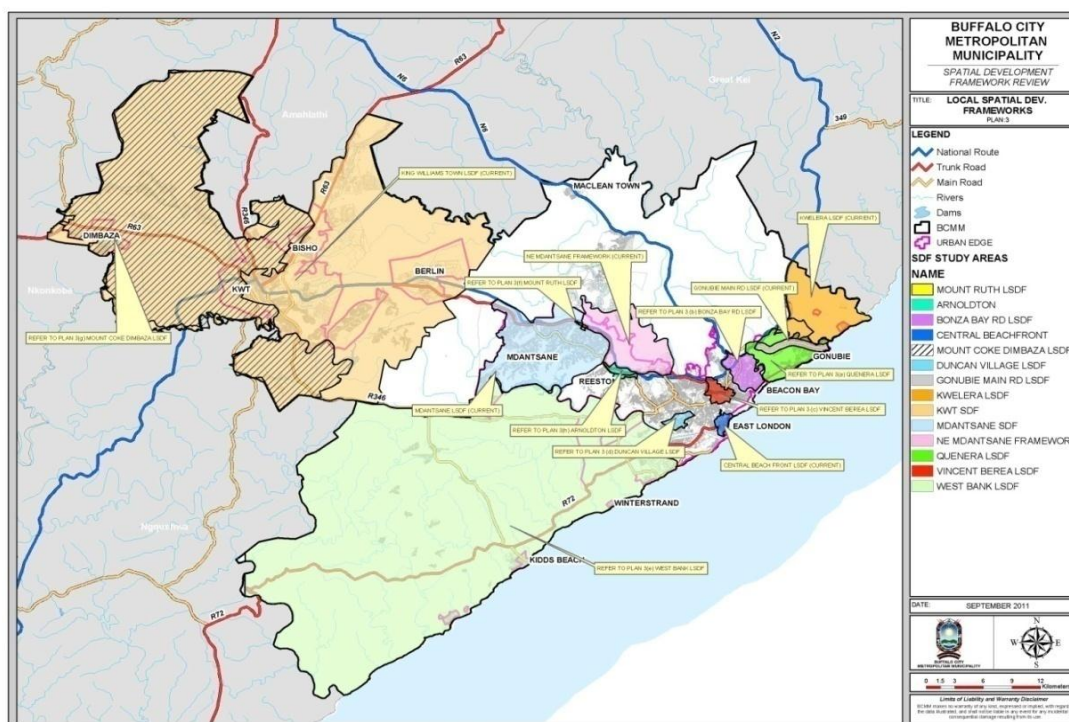 BUFFALO CITY
METROPOLITAN
MUNICIPALITY
SPATIAL DEVELOPMENT
FRAMEWORK REVIEW
TITLE: LOCAL SPATIAL DEV.
FRAMEWORKS
PLAN:3
LEGEND
National Route
Trunk Road
Main Road
Rivers
Dams
BCMM
URBAN EDGE
SDF STUDY AREAS
NAME
MOUNT RUTH LSDF
ARNOLDTON
BONZA BAY RD LSDF
CENTRAL BEACHFRONT
MOUNT COKE DIMBAZA LSDF
DUNCAN VILLAGE LSDF
GONUBIE MAIN RD LSDF
KWELERA LSDF
KWT SDF
MDANTSANE SDF
NE MDANTSANE FRAMEWOR
QUENERA LSDF
VINCENT BEREA LSDF
WEST BANK LSDF
DATE: SEPTEMBER 2011
BUFFALO CITY
METROPOLITAN MUNICIPALITY
N
W E
S
0 1.5 3 6 9 12
Kilometers
Limits of Liability and Warranty Disclaimer
R63
N6
N2
Great Kei
Amahlathi
349
N6
KING WILLIAMS TOWN LSDF (CURRENT)
R63
MACLEAN TOWN
R346
KWELERA LSDF (CURRENT)
R63
DIMBAZA
BISHO
NE MDANTSANE FRAMEWORK (CURRENT)
GONUBIE MAIN RD LSDF (CURRENT)
BERLIN
REFER TO PLAN 3(f) MOUNT RUTH LSDF
KWT
Nkonkobe
REFER TO PLAN 3 (b) BONZA BAY RD LSDF
REFER TO PLAN 3(g) MOUNT COKE DIMBAZA LSDF
MDANTSANE
GONUBIE
REFER TO PLAN 3(a) QUENERA LSDF
REESTON
BEACON BAY
R346
MDANTSANE LSDF (CURRENT)
REFER TO PLAN 3 (c) VINCENT BEREA LSDF
REFER TO PLAN 3(h) ARNOLDTON LSDF
EAST LONDON
REFER TO PLAN 3 (d) DUNCAN VILLAGE LSDF
CENTRAL BEACH FRONT LSDF (CURRENT)
R72
WINTERSTRAND
Ngqushwa
KIDDS BEACH
REFER TO PLAN 3(e) WEST BANK LSDF
R72